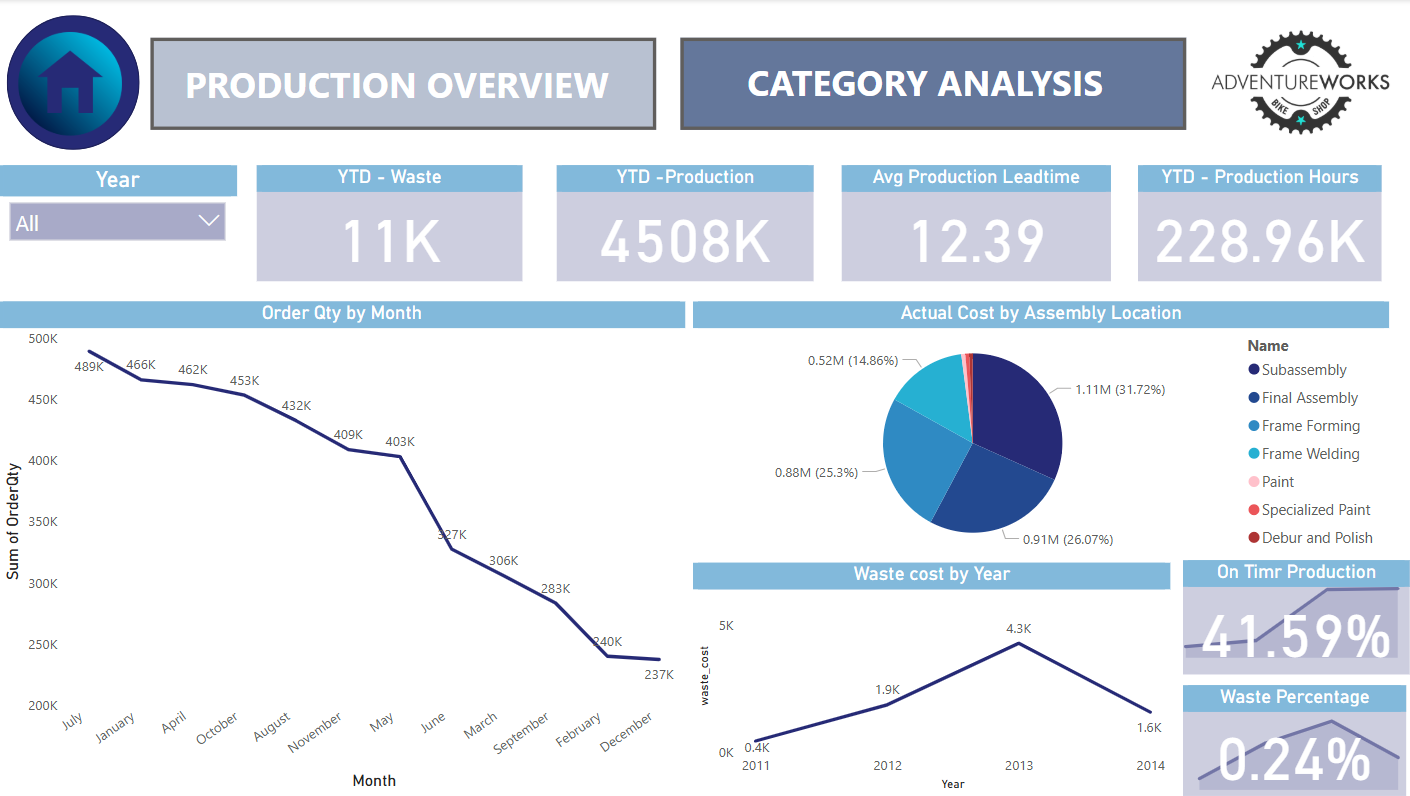 PRODUCTION OVERVIEW
CATEGORY ANALYSIS
ADVENTUREWORKS
BIKE SHOP
Year
All
YTD - Waste
11K
YTD -Production
4508K
Avg Production Leadtime
12.39
YTD - Production Hours
228.96K
Order Qty by Month
Sum of OrderQty
500K
450K
400K
350K
300K
250K
200K
489K
466K
462K
453K
432K
409K
403K
327K
306K
283K
240K
237K
July
January
April
October
August
November
May
June
March
September
February
December
Month
Actual Cost by Assembly Location
0.52M (14.86%)
1.11M (31.72%)
0.88M (25.3%)
0.91M (26.07%)
Name
Subassembly
Final Assembly
Frame Forming
Frame Welding
Paint
Specialized Paint
Debur and Polish
Waste cost by Year
waste_cost
5K
0K
0.4K
1.9K
4.3K
1.6K
2011
2012
2013
2014
Year
On Timr Production
41.59%
Waste Percentage
0.24%